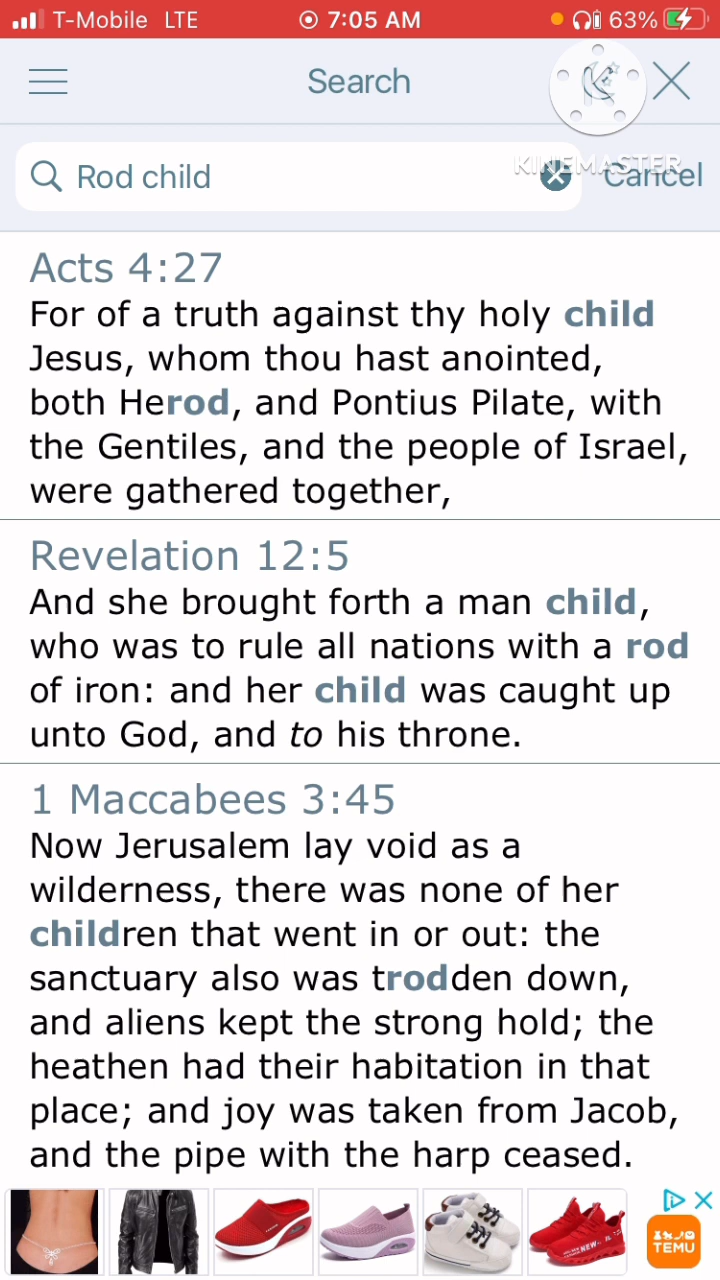 T-Mobile LTE 7:05 AM 63%
Search
KINEMASTER
Rod child Cancel
Acts 4:27
For of a truth against thy holy child
Jesus, whom thou hast anointed,
both Herod, and Pontius Pilate, with
the Gentiles, and the people of Israel,
were gathered together,
Revelation 12:5
And she brought forth a man child,
who was to rule all nations with a rod
of iron: and her child was caught up
unto God, and to his throne.
1 Maccabees 3:45
Now Jerusalem lay void as a
wilderness, there was none of her
children that went in or out: the
sanctuary also was trodden down,
and aliens kept the strong hold; the
heathen had their habitation in that
place; and joy was taken from Jacob,
and the pipe with the harp ceased.
NEW
TEMU